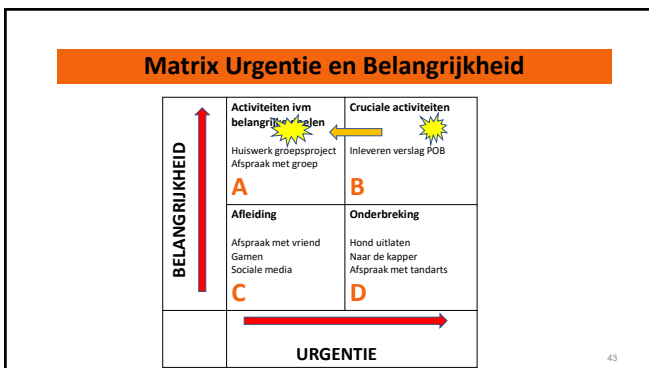 Matrix Urgentie en Belangrijkheid
BELANGRIJKHEID
Activiteiten ivm
belangrijke doelen
Huiswerk groepsproject
Afspraak met groep
A
Cruciale activiteiten
Inleveren verslag POB
B
Afleiding
Afspraak met vriend
Gamen
Sociale media
C
Onderbreking
Hond uitlaten
Naar de kapper
Afspraak met tandarts
D
URGENTIE
43